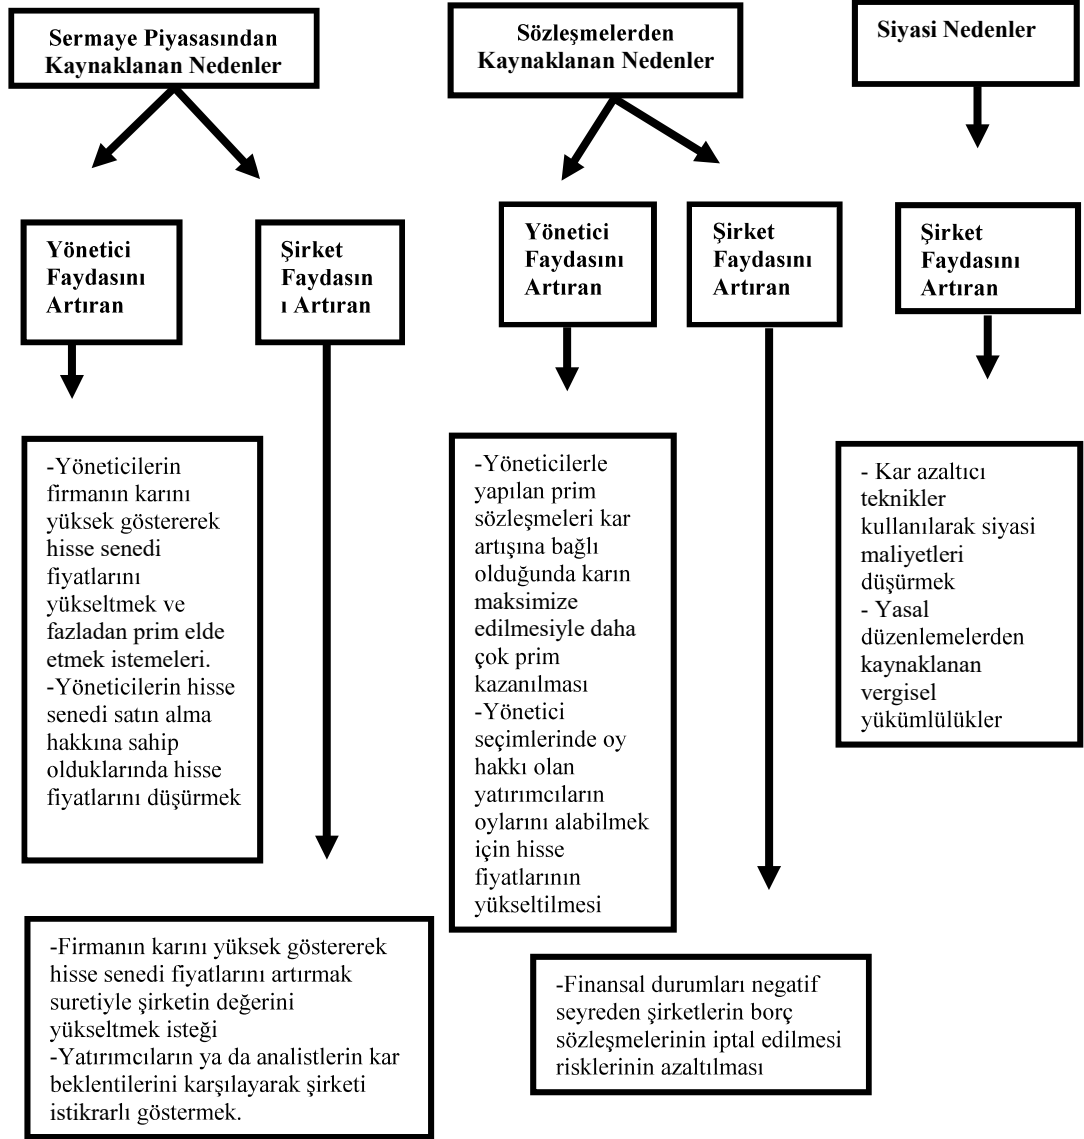 Sermaye Piyasasından
Kaynaklanan Nedenler
Sözleşmelerden
Kaynaklanan Nedenler
Siyasi Nedenler
Yönetici
Faydasını
Artıran
Şirket
Faydasın
ı Artıran
Yönetici
Faydasını
Artıran
Şirket
Faydasını
Artıran
Şirket
Faydasını
Artıran
-Yöneticilerin
firmanın karını
yüksek göstererek
hisse senedi
fiyatlarını
yükseltmek ve
fazladan prim elde
etmek istemeleri.
-Yöneticilerin hisse
senedi satın alma
hakkına sahip
olduklarında hisse
fiyatlarını düşürmek
-Yöneticilerle
yapılan prim
sözleşmeleri kar
artışına bağlı
olduğunda karın
maksimize
edilmesiyle daha
çok prim
kazanılması
-Yönetici
seçimlerinde oy
hakkı olan
yatırımcıların
oylarını alabilmek
için hisse
fiyatlarının
yükseltilmesi
- Kar azaltıcı
teknikler
kullanılarak siyasi
maliyetleri
düşürmek
- Yasal
düzenlemelerden
kaynaklanan
vergisel
yükümlülükler
-Firmanın karını yüksek göstererek
hisse senedi fiyatlarını artırmak
suretiyle şirketin değerini
yükseltmek isteği
-Yatırımcıların ya da analistlerin kar
beklentilerini karşılayarak şirketi
istikrarlı göstermek.
-Finansal durumları negatif
seyreden şirketlerin borç
sözleşmelerinin iptal edilmesi
risklerinin azaltılması